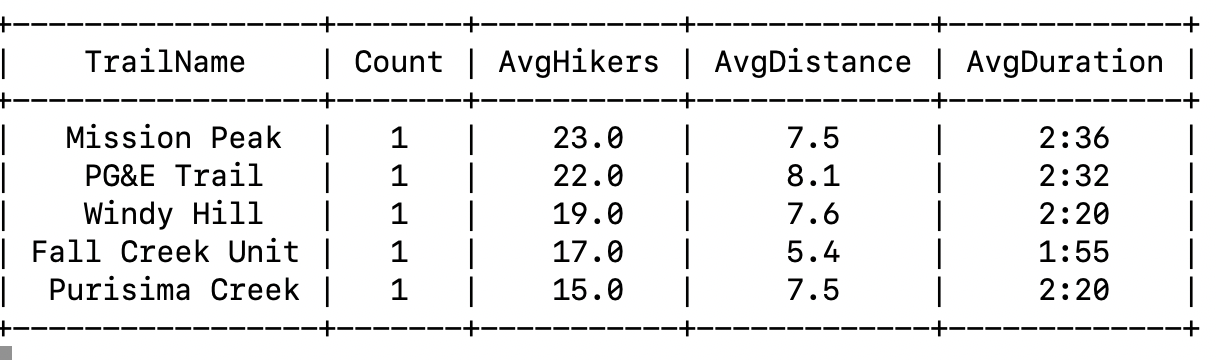 +-----------------+-------+-----------+-------------+-------------+
|    TrailName    | Count | AvgHikers | AvgDistance | AvgDuration |
+-----------------+-------+-----------+-------------+-------------+
|   Mission Peak  |   1   |    23.0   |     7.5     |     2:36    |
|    PG&E Trail   |   1   |    22.0   |     8.1     |     2:32    |
|    Windy Hill   |   1   |    19.0   |     7.6     |     2:20    |
| Fall Creek Unit |   1   |    17.0   |     5.4     |     1:55    |
|  Purisima Creek |   1   |    15.0   |     7.5     |     2:20    |
+-----------------+-------+-----------+-------------+-------------+